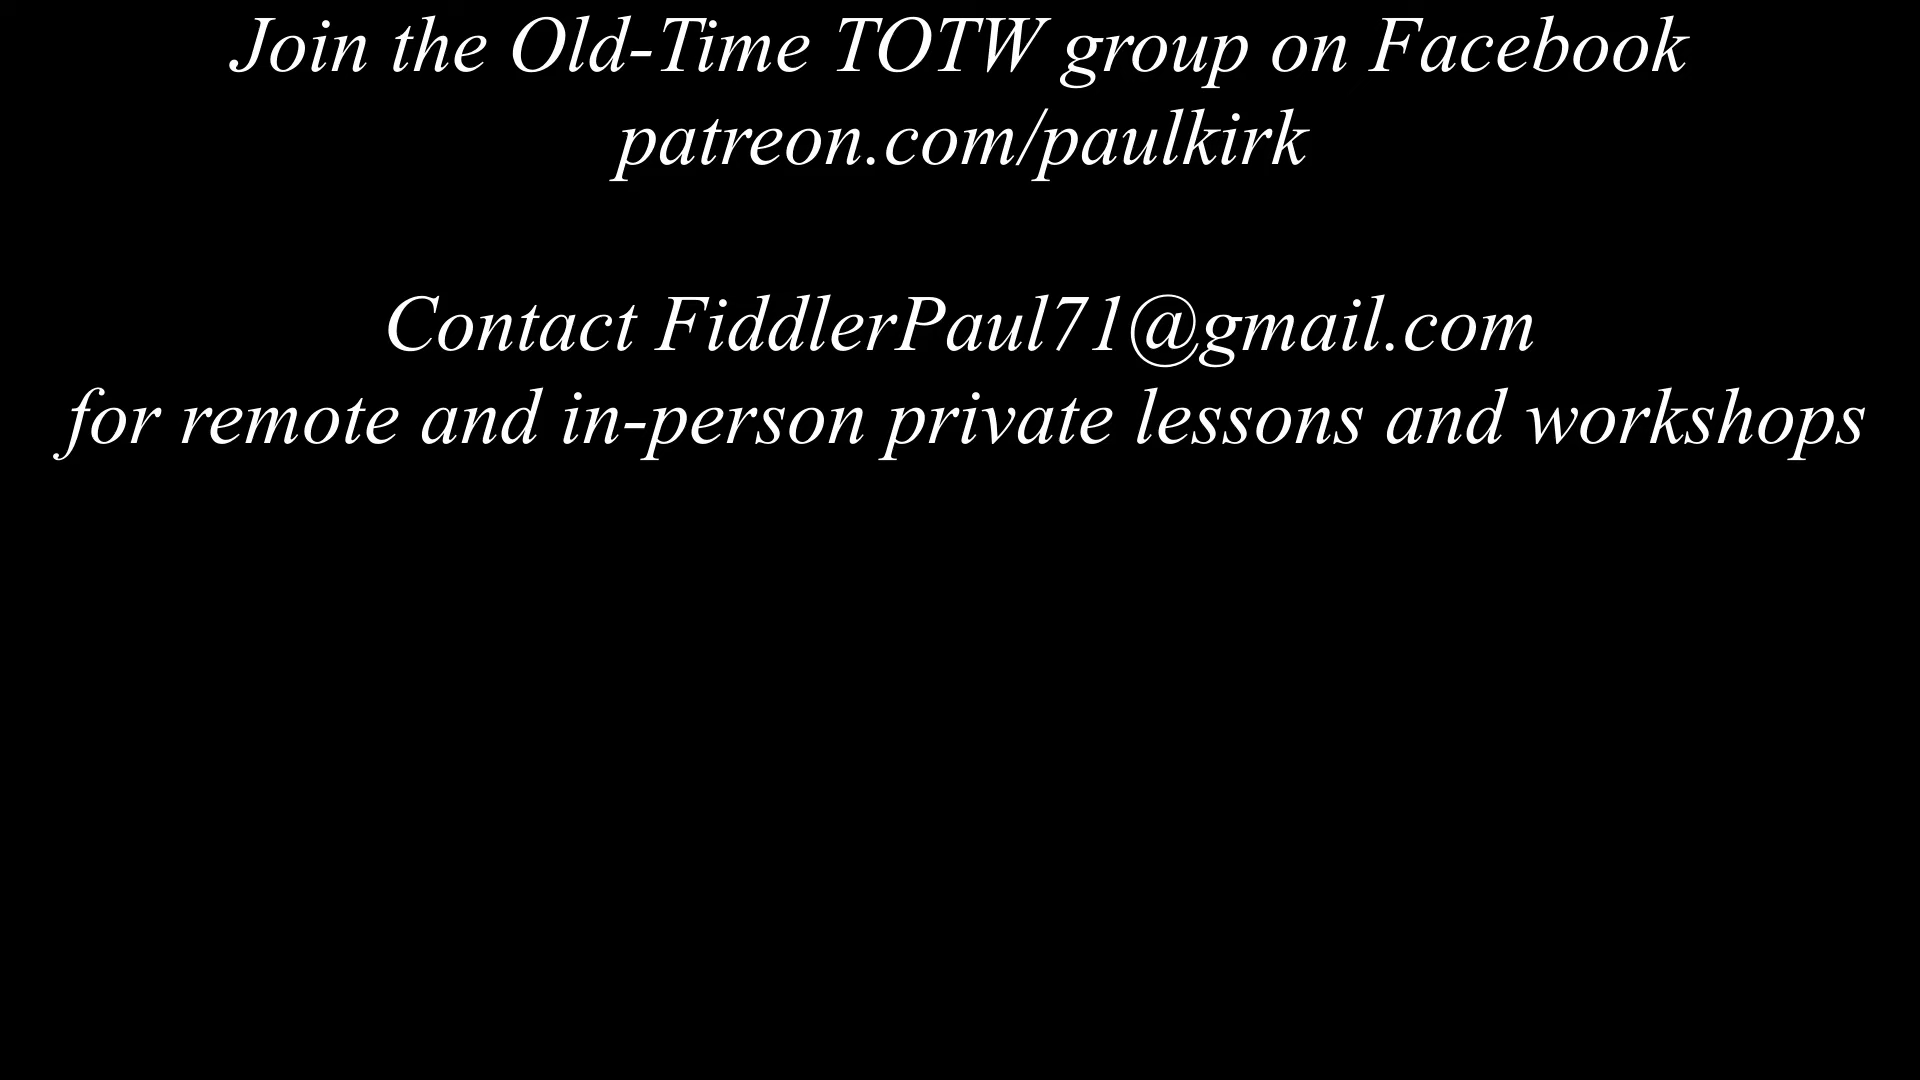 Join the Old-Time TOTW group on Facebook
patreon.com/paulkirk
Contact FiddlerPaul71@gmail.com
for remote and in-person private lessons and workshops